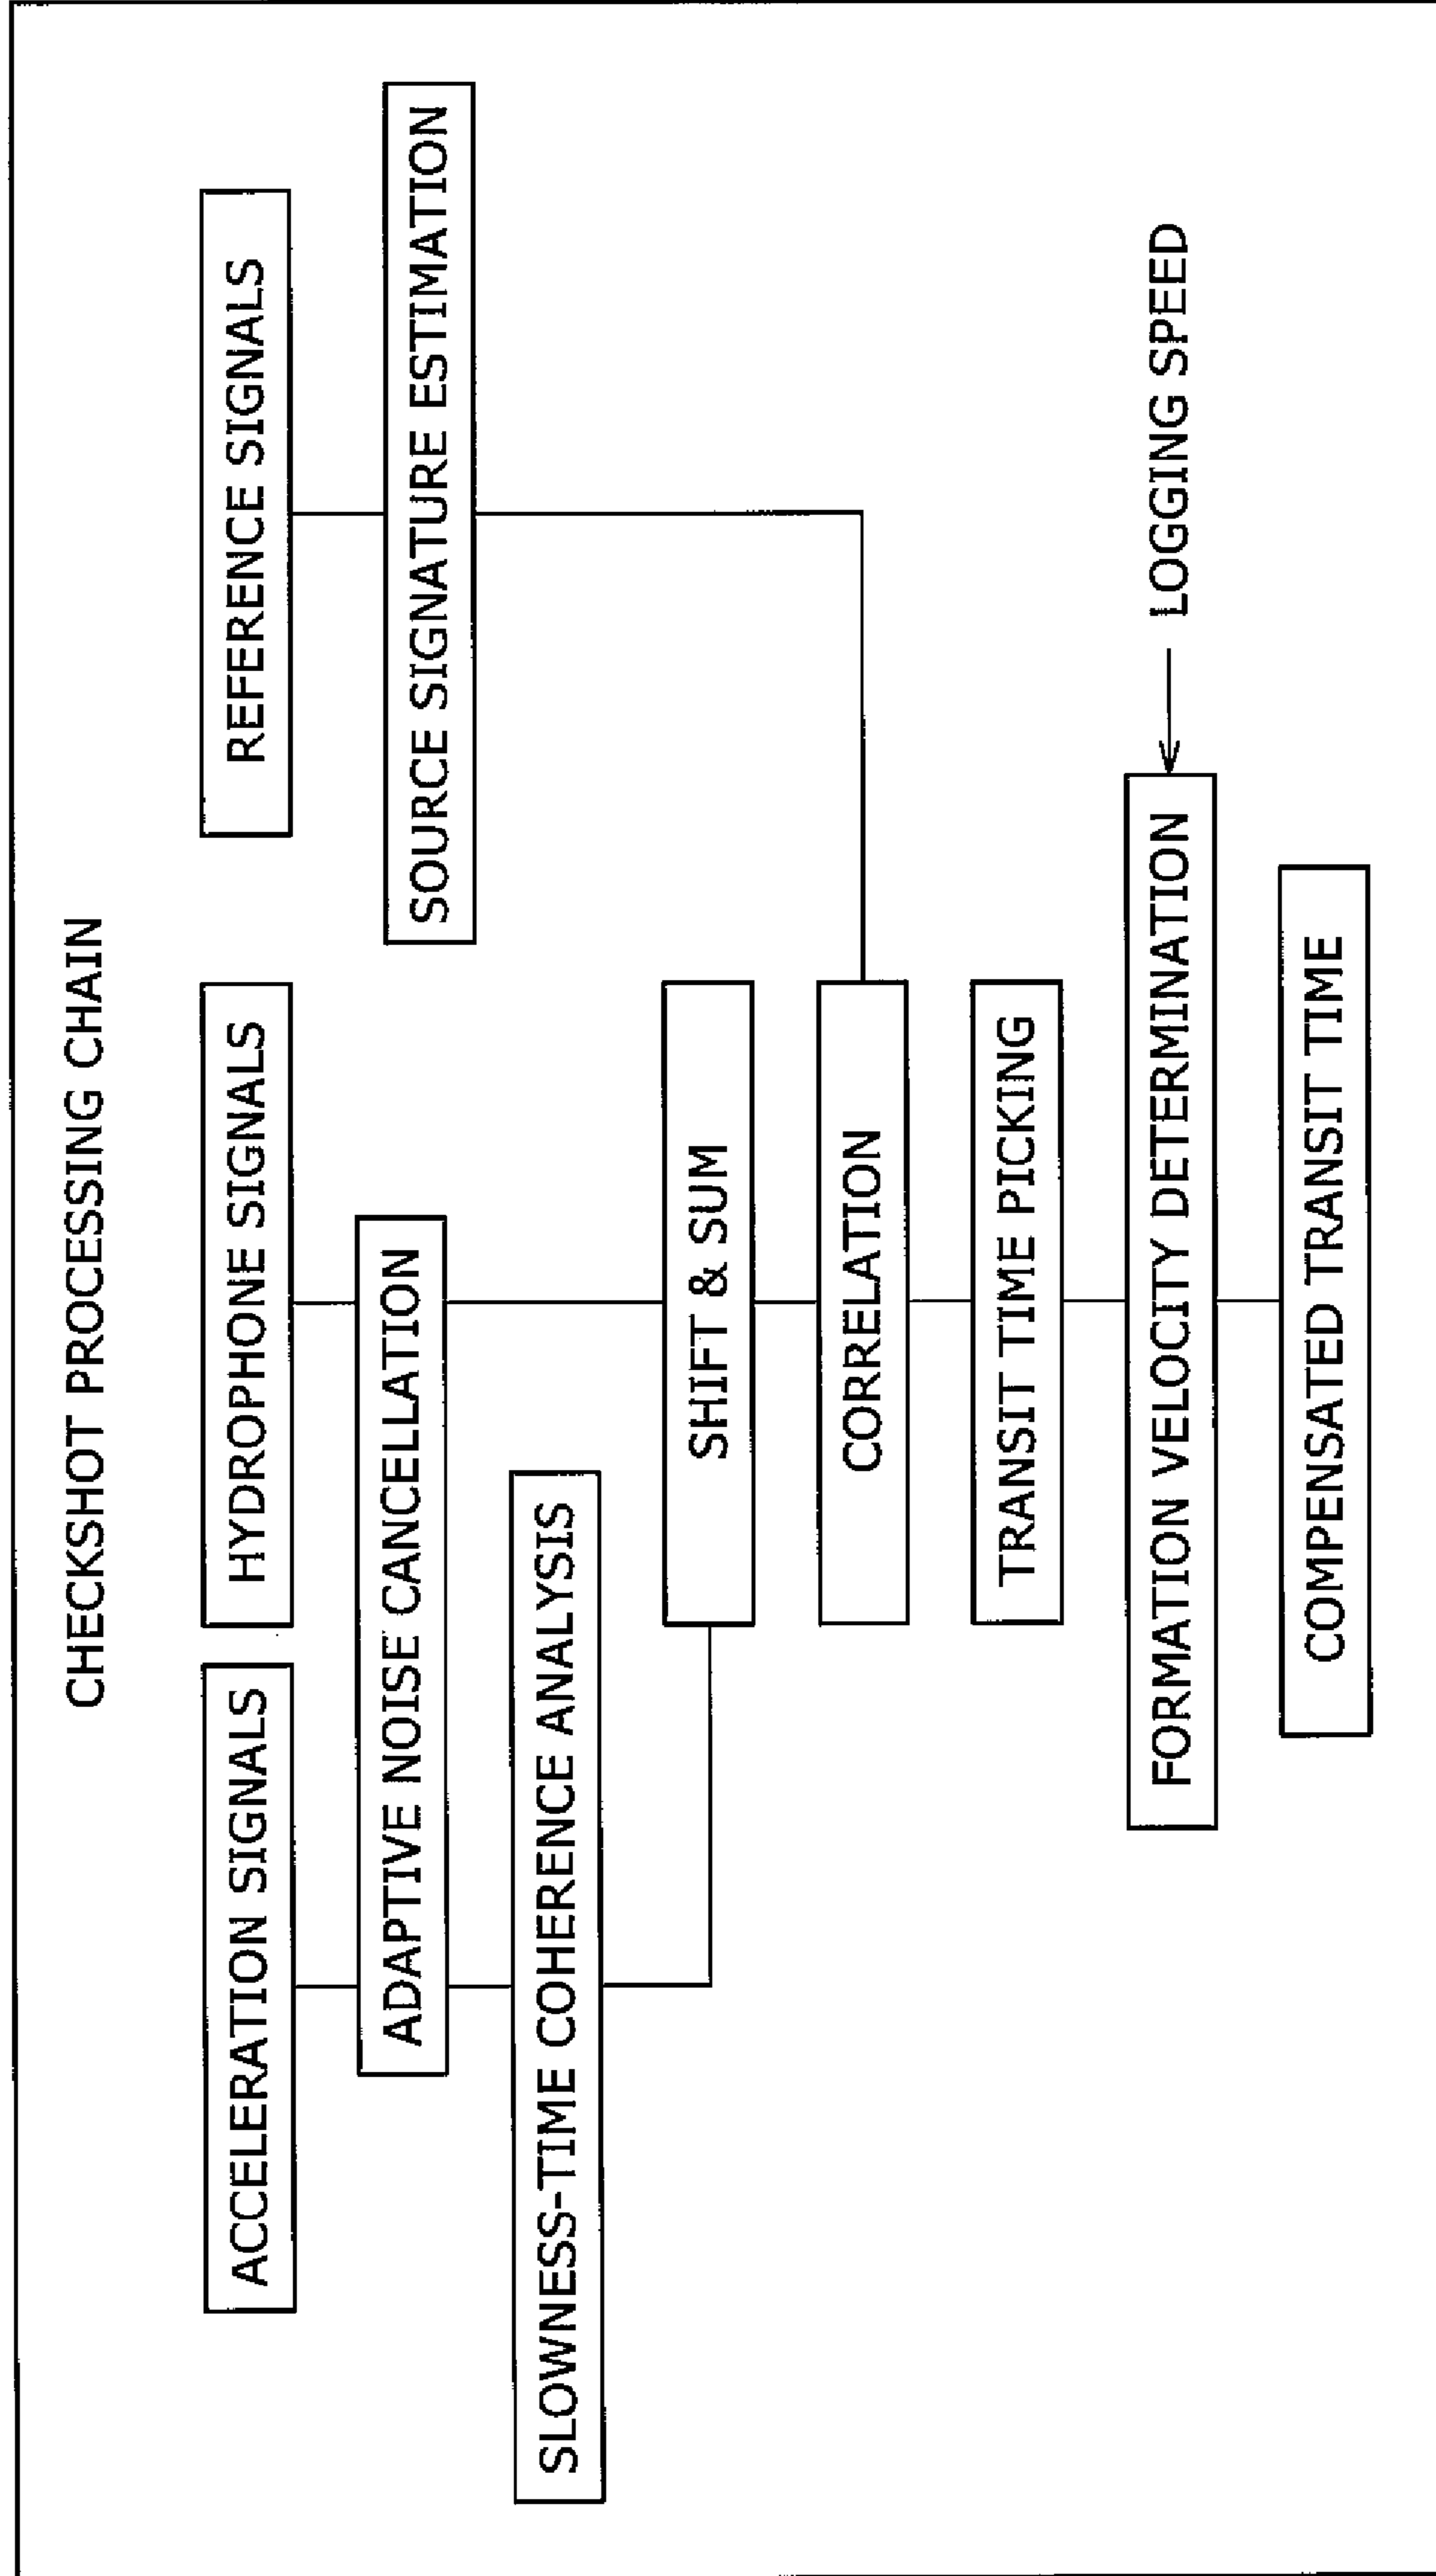 CHECKSHOT PROCESSING CHAIN
ACCELERATION SIGNALS
HYDROPHONE SIGNALS
REFERENCE SIGNALS
ADAPTIVE NOISE CANCELLATION
SOURCE SIGNATURE ESTIMATION
SLOWNESS-TIME COHERENCE ANALYSIS
SHIFT & SUM
CORRELATION
TRANSIT TIME PICKING
FORMATION VELOCITY DETERMINATION
LOGGING SPEED
COMPENSATED TRANSIT TIME